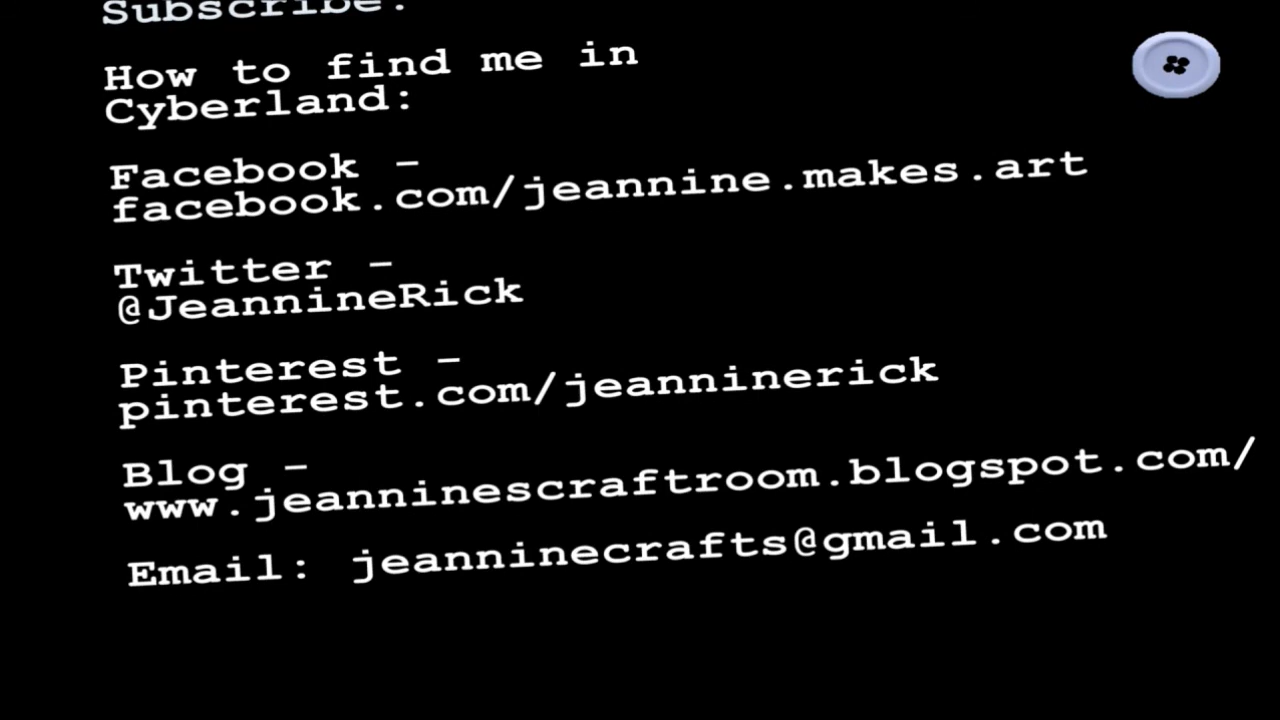 Subscribe.
How to find me in
Cyberland:
Facebook -
facebook.com/jeannine.makes.art
Twitter -
@JeannineRick
Pinterest -
pinterest.com/jeanninerick
Blog -
www.jeanninescraftroom.blogspot.com/
Email: jeanninecrafts@gmail.com